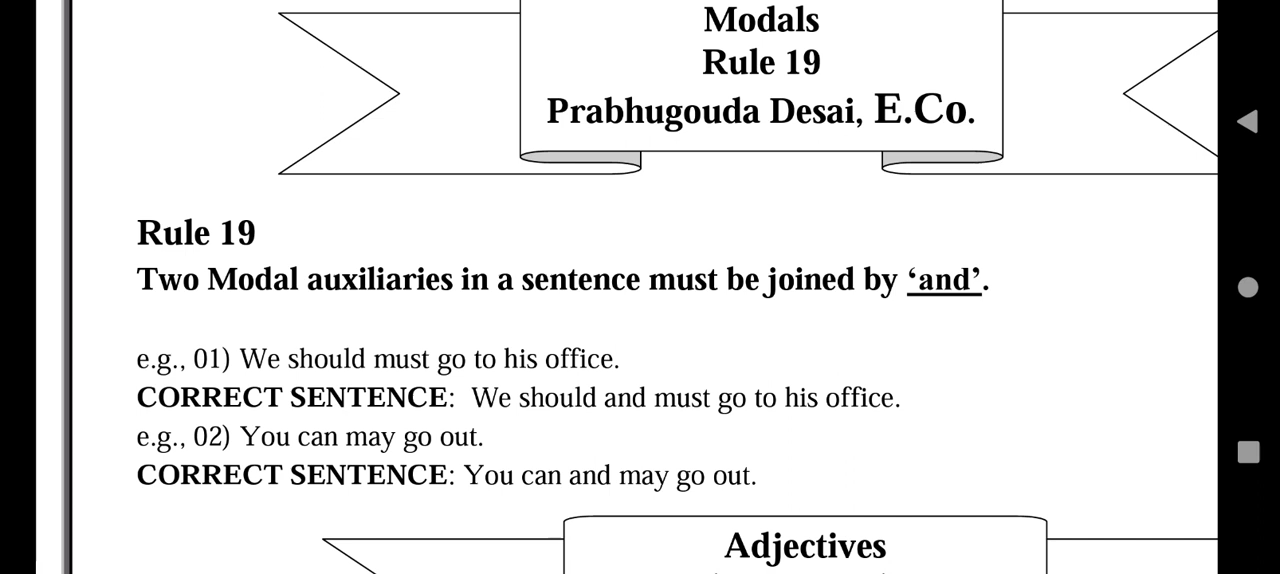 Modals
Rule 19
Prabhugouda Desai, E.Co.
Rule 19
Two Modal auxiliaries in a sentence must be joined by ‘and’.
e.g., 01) We should must go to his office.
CORRECT SENTENCE:  We should and must go to his office.
e.g., 02) You can may go out.
CORRECT SENTENCE: You can and may go out.
Adjectives